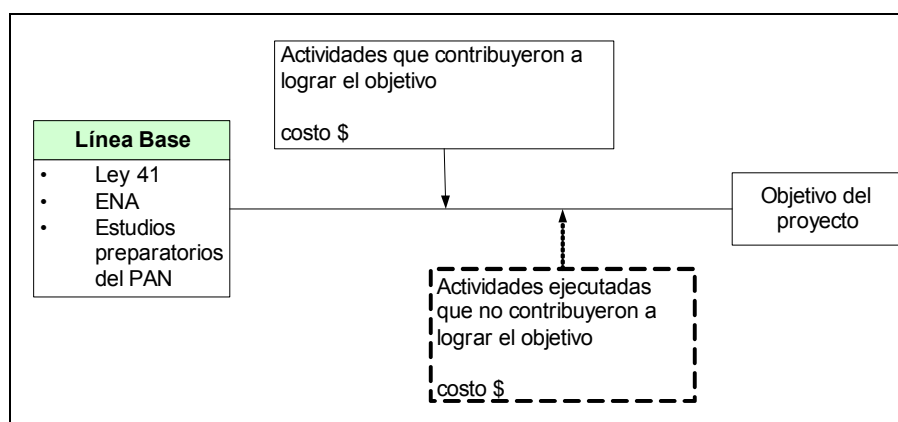 Actividades que contribuyeron a
lograr el objetivo
costo $
Línea Base
• Ley 41
• ENA
• Estudios
preparatorios
del PAN
Objetivo del
proyecto
Actividades ejecutadas
que no contribuyeron a
lograr el objetivo
costo $